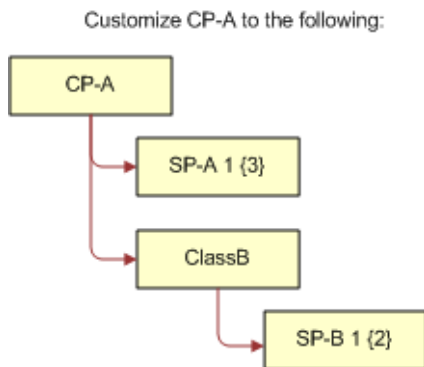 Customize CP-A to the following:
CP-A
SP-A 1 {3}
ClassB
SP-B 1 {2}